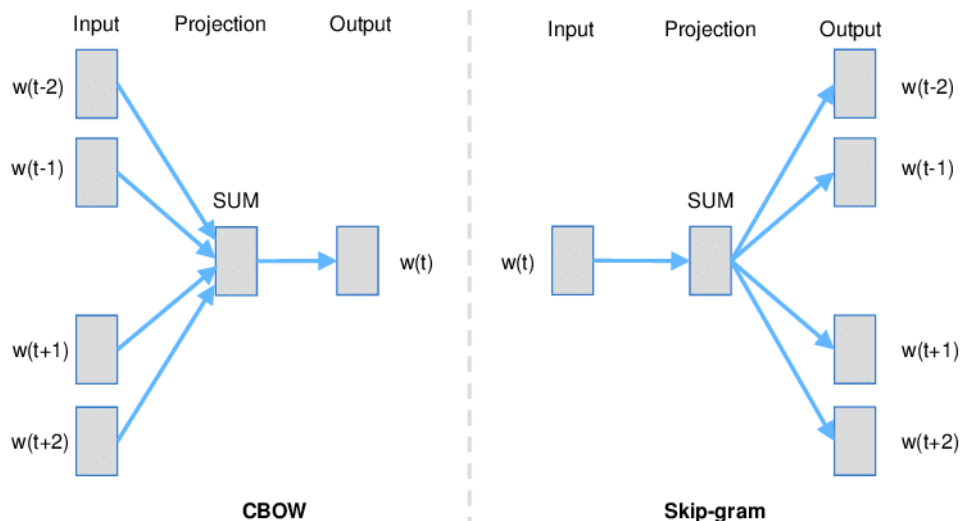 Input Projection Output
w(t-2)
w(t-1)
SUM
w(t)
w(t+1)
w(t+2)
CBOW
Input Projection Output
w(t-2)
w(t-1)
SUM
w(t)
w(t+1)
w(t+2)
Skip-gram